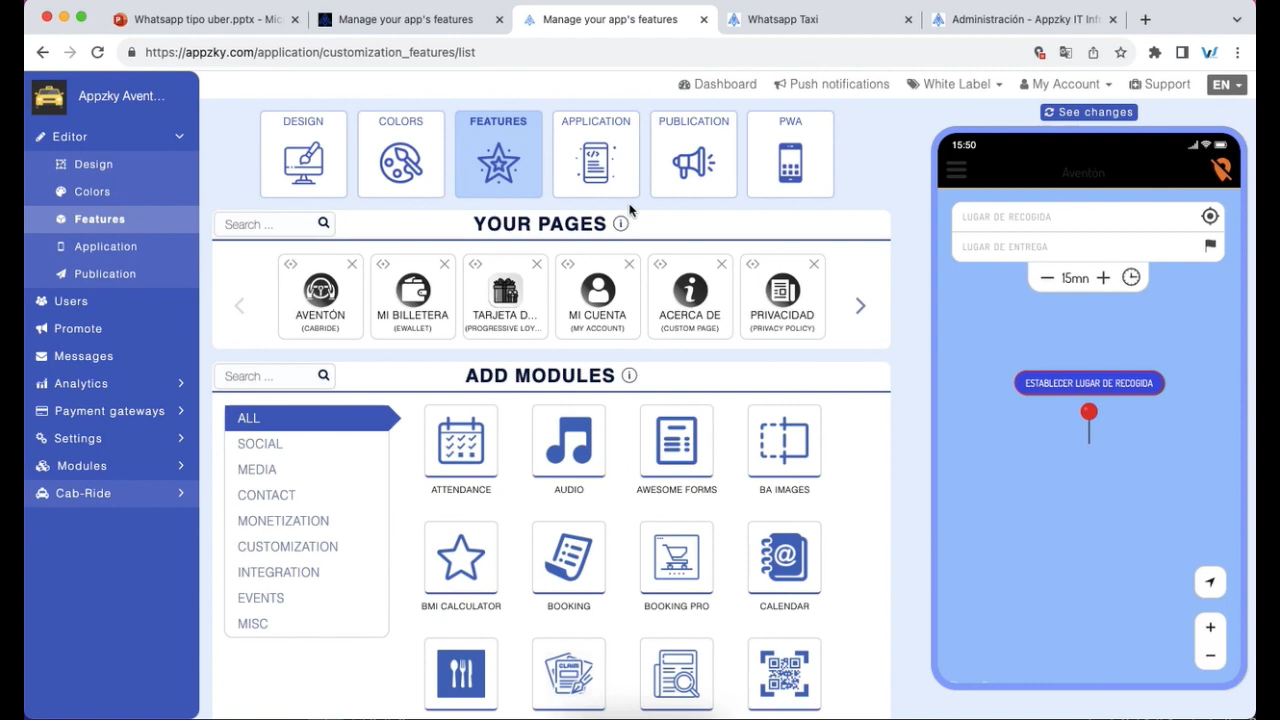 Whatsapp tipo uber.pptx - Mic
Manage your app's features
Manage your app's features
Whatsapp Taxi
Administración - Appzky IT Inf
https://appzky.com/application/customization_features/list
Appzky Avent...
Dashboard
Push notifications
White Label
My Account
Support
EN
Editor
Design
Colors
Features
Application
Publication
Users
Promote
Messages
Analytics
Payment gateways
Settings
Modules
Cab-Ride
DESIGN
COLORS
FEATURES
APPLICATION
PUBLICATION
PWA
Search ...
YOUR PAGES
AVENTÓN
(CABRIDE)
MI BILLETERA
(EWALLET)
TARJETA D...
(PROGRESSIVE LOY...
MI CUENTA
(MY ACCOUNT)
ACERCA DE
(CUSTOM PAGE)
PRIVACIDAD
(PRIVACY POLICY)
Search ...
ADD MODULES
ALL
SOCIAL
MEDIA
CONTACT
MONETIZATION
CUSTOMIZATION
INTEGRATION
EVENTS
MISC
ATTENDANCE
AUDIO
AWESOME FORMS
BA IMAGES
BMI CALCULATOR
BOOKING
BOOKING PRO
CALENDAR
CLAIMS
See changes
15:50
Aventón
LUGAR DE RECOGIDA
LUGAR DE ENTREGA
15mn
ESTABLECER LUGAR DE RECOGIDA